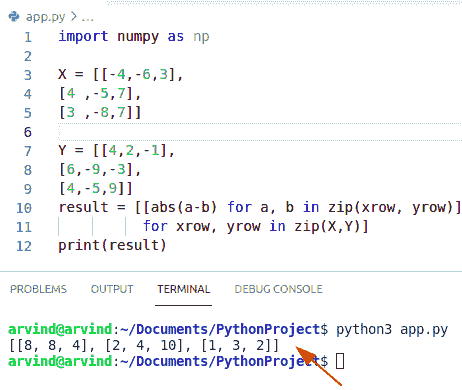 app.py > ...
1 import numpy as np
2
3 X = [[-4,-6,3],
4 [4 ,-5,7],
5 [3 ,-8,7]]
6
7 Y = [[4,2,-1],
8 [6,-9,-3],
9 [4,-5,9]]
10 result = [[abs(a-b) for a, b in zip(xrow, yrow)]
11 for xrow, yrow in zip(X,Y)]
12 print(result)
PROBLEMS OUTPUT TERMINAL DEBUG CONSOLE
arvind@arvind:~/Documents/PythonProject$ python3 app.py
[[8, 8, 4], [2, 4, 10], [1, 3, 2]]
arvind@arvind:~/Documents/PythonProject$